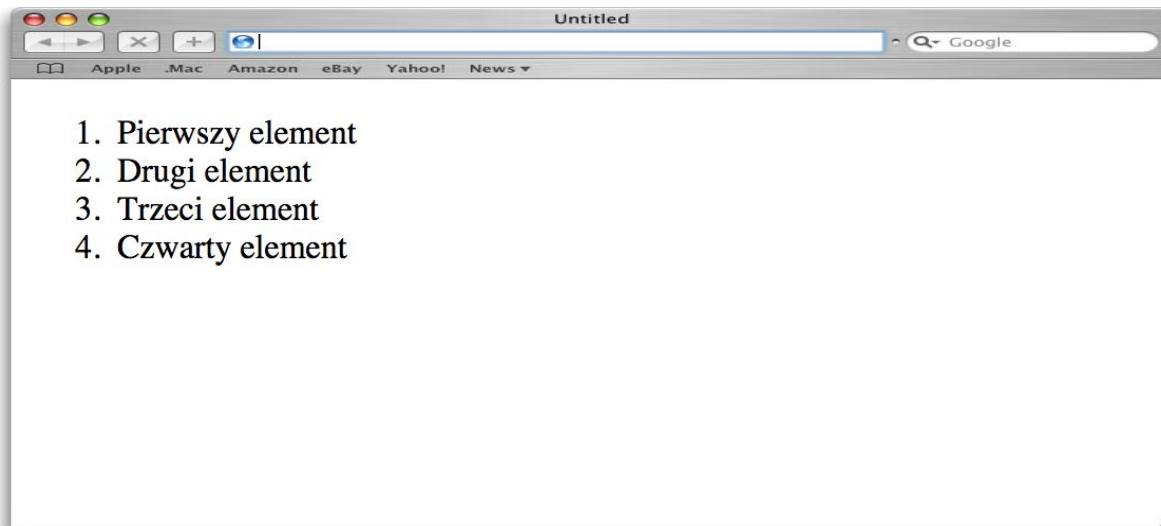 Untitled
Google
Apple .Mac Amazon eBay Yahoo! News
1. Pierwszy element
2. Drugi element
3. Trzeci element
4. Czwarty element